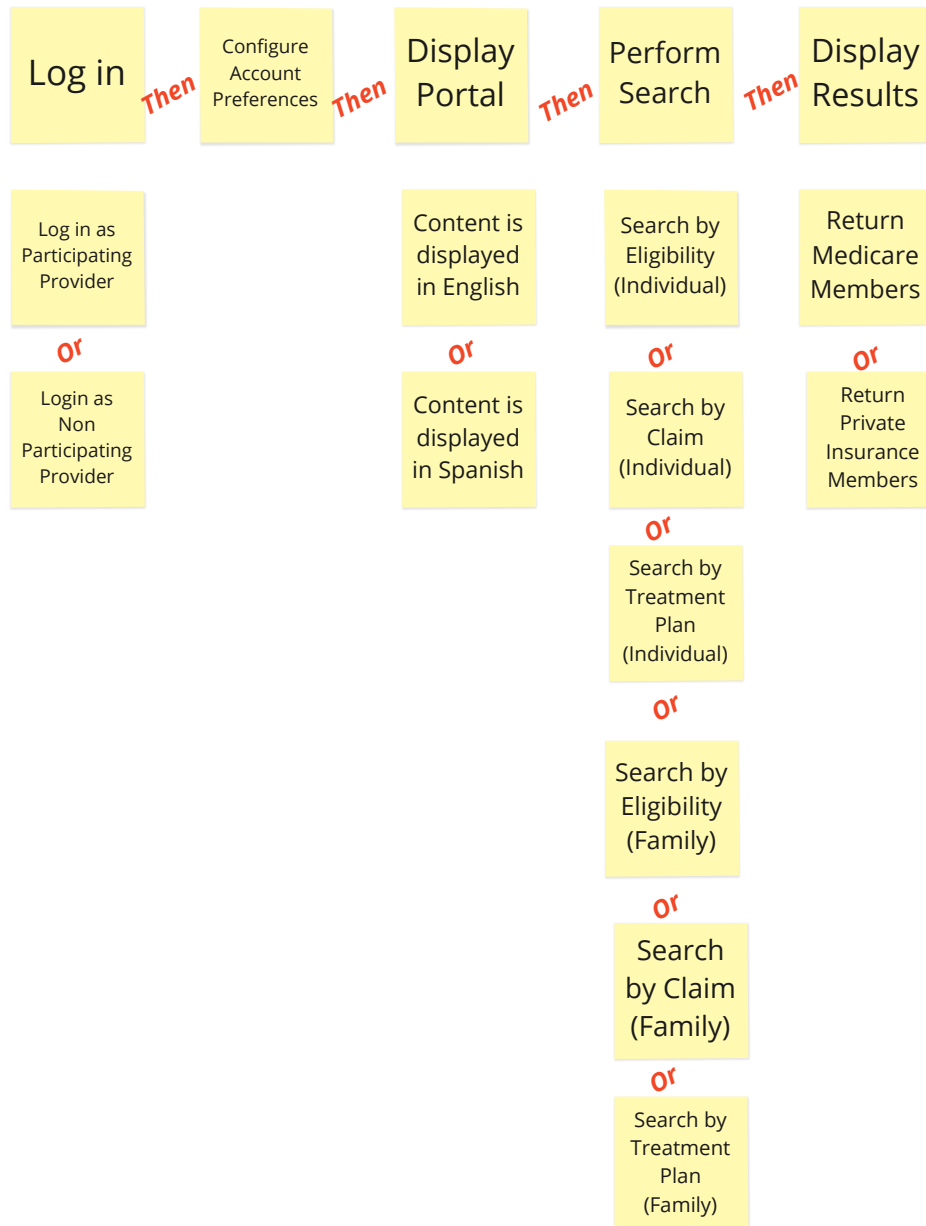 Log in
Then
Configure
Account
Preferences
Then
Display
Portal
Then
Perform
Search
Then
Display
Results
Log in as
Participating
Provider
Or
Login as
Non
Participating
Provider
Content is
displayed
in English
Or
Content is
displayed
in Spanish
Search by
Eligibility
(Individual)
Or
Search by
Claim
(Individual)
Or
Search by
Treatment
Plan
(Individual)
Or
Search by
Eligibility
(Family)
Or
Search
by Claim
(Family)
Or
Search by
Treatment
Plan
(Family)
Return
Medicare
Members
Or
Return
Private
Insurance
Members